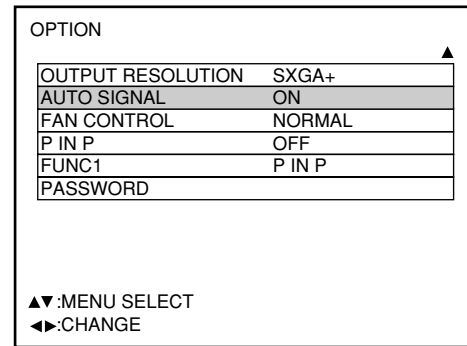 OPTION
▲
OUTPUT RESOLUTION SXGA+
AUTO SIGNAL ON
FAN CONTROL NORMAL
P IN P OFF
FUNC1 P IN P
PASSWORD
▲▼:MENU SELECT
◀▶:CHANGE